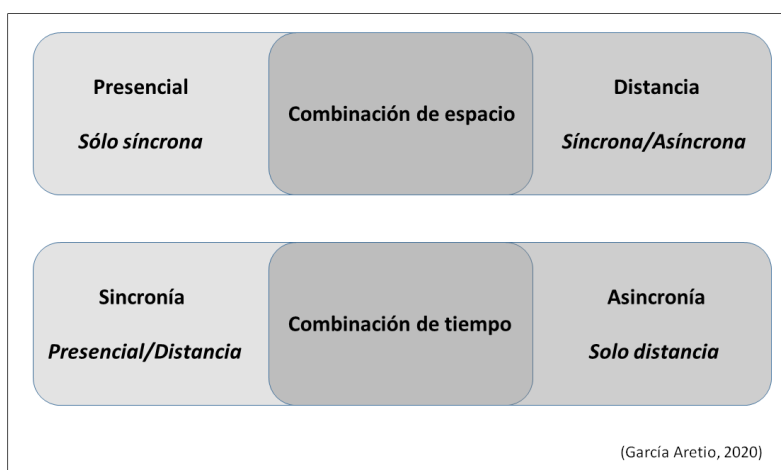 Presencial
Sólo síncrona
Combinación de espacio
Distancia
Síncrona/Asíncrona
Sincronía
Presencial/Distancia
Combinación de tiempo
Asincronía
Solo distancia
(García Aretio, 2020)